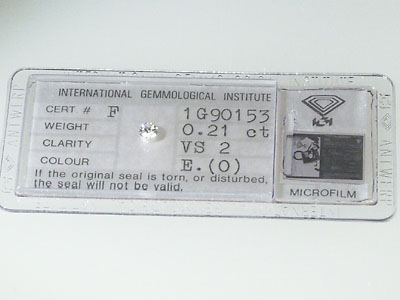 INTERNATIONAL GEMMOLOGICAL INSTITUTE
CERT # F 1G90153
WEIGHT 0.21 ct
CLARITY VS 2
COLOUR E.(O)
If the original seal is torn, or disturbed,
the seal will not be valid.
MICROFILM